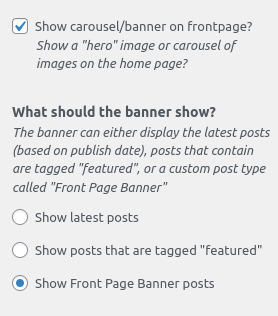 Show carousel/banner on frontpage?
Show a "hero" image or carousel of
images on the home page?
What should the banner show?
The banner can either display the latest posts
(based on publish date), posts that contain
are tagged "featured", or a custom post type
called "Front Page Banner"
Show latest posts
Show posts that are tagged "featured"
Show Front Page Banner posts